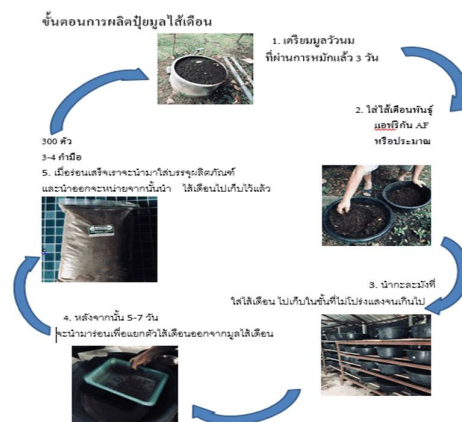 ขั้นตอนการผลิตปุ๋ยมูลไส้เดือน
1. เตรียมมูลวัวนม
ที่ผ่านการหมักแล้ว 3 วัน
2. ใส่ไส้เดือนพันธุ์
แอฟริกัน AF
หรือประมาณ
300 ตัว
3-4 กำมือ
5. เมื่อร่อนเสร็จเราจะนำมาใส่บรรจุผลิตภัณฑ์
และนำออกจะหน่ายจากนั้นนำ ไส้เดือนไปเก็บไว้แล้ว
3. นำกะละมังที่
ใส่ไส้เดือน ไปเก็บในชั้นที่ไม่โปร่งแสงจนเกินไป
4. หลังจากนั้น 5-7 วัน
จะนำมาร่อนเพื่อแยกตัวไส้เดือนออกจากมูลไส้เดือน